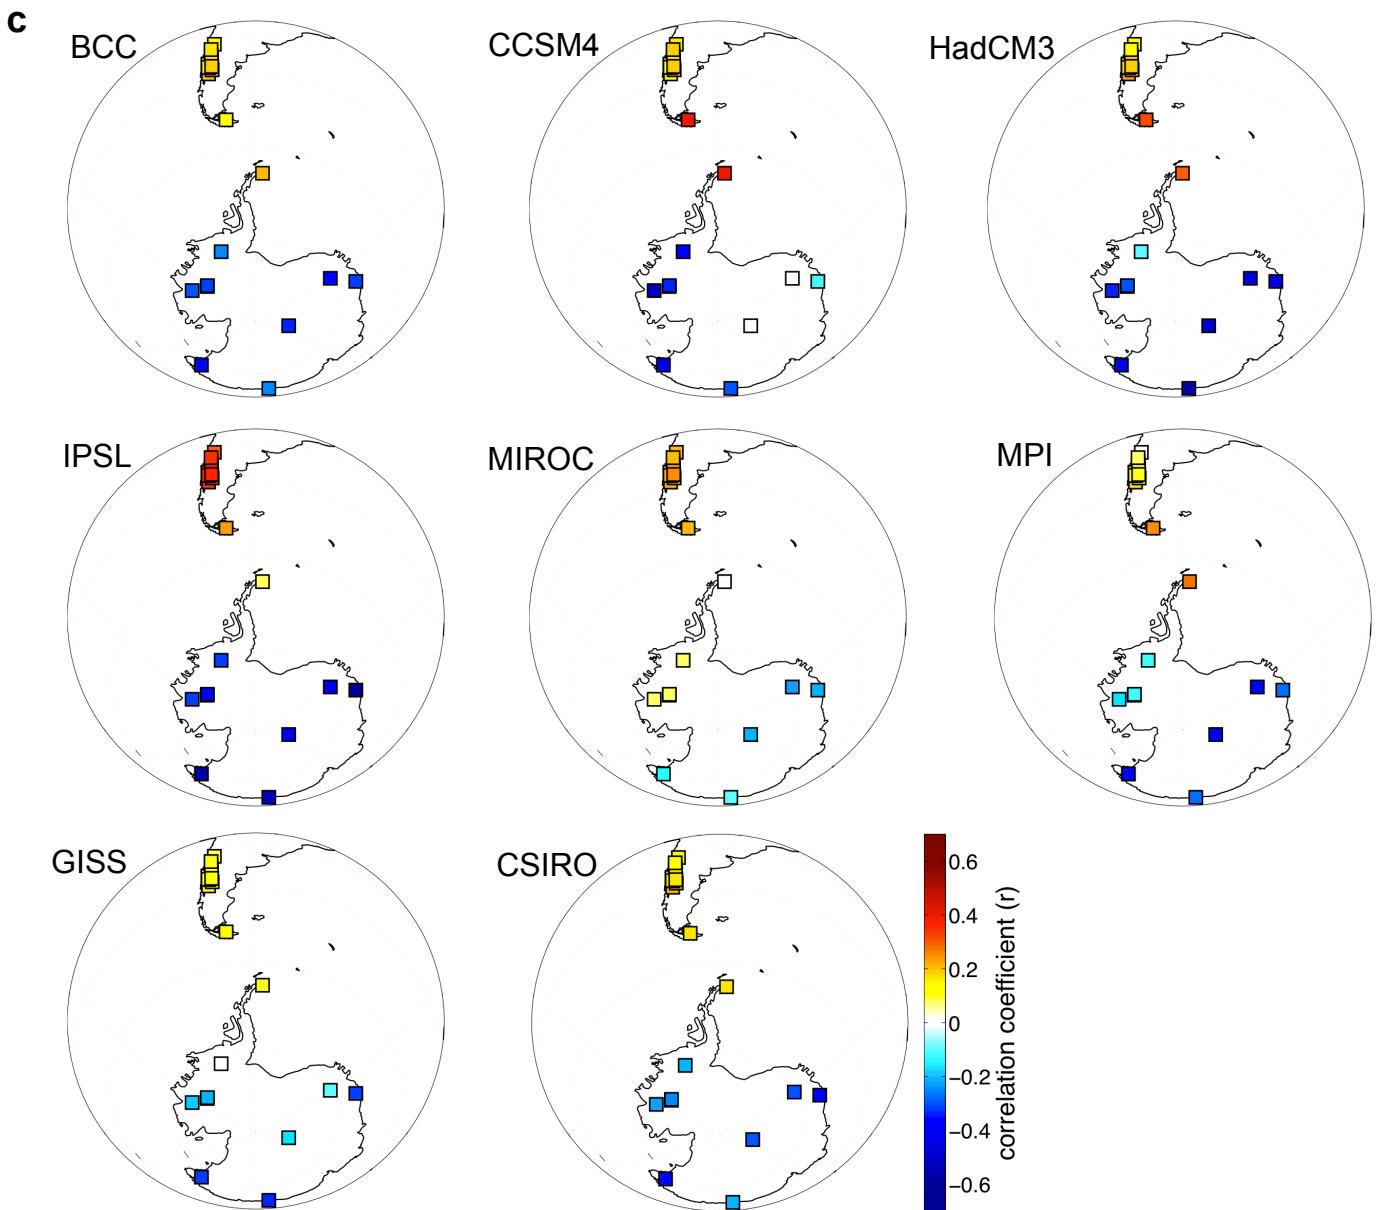 c
BCC
CCSM4
HadCM3
IPSL
MIROC
MPI
GISS
CSIRO
0.6
0.4
0.2
0
−0.2
−0.4
−0.6
correlation coefficient (r)